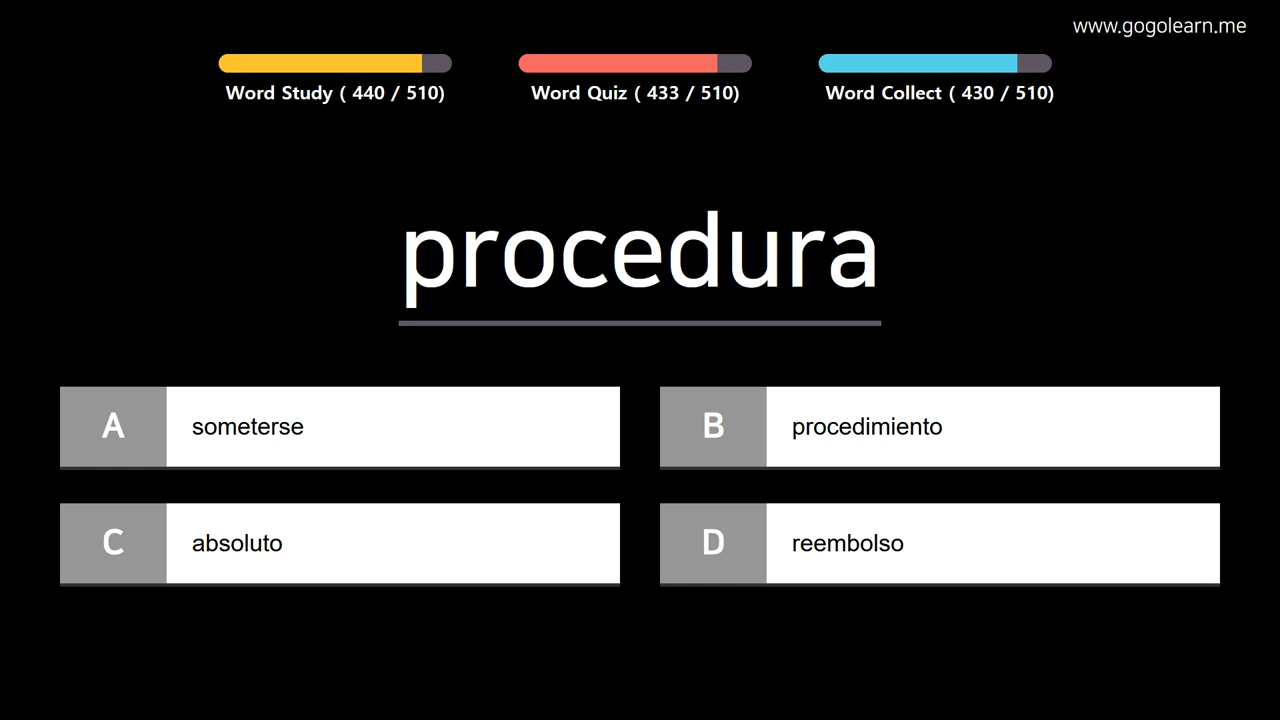 www.gogolearn.me
Word Study ( 440 / 510)
Word Quiz ( 433 / 510)
Word Collect ( 430 / 510)
procedura
A someterse
B procedimiento
C absoluto
D reembolso